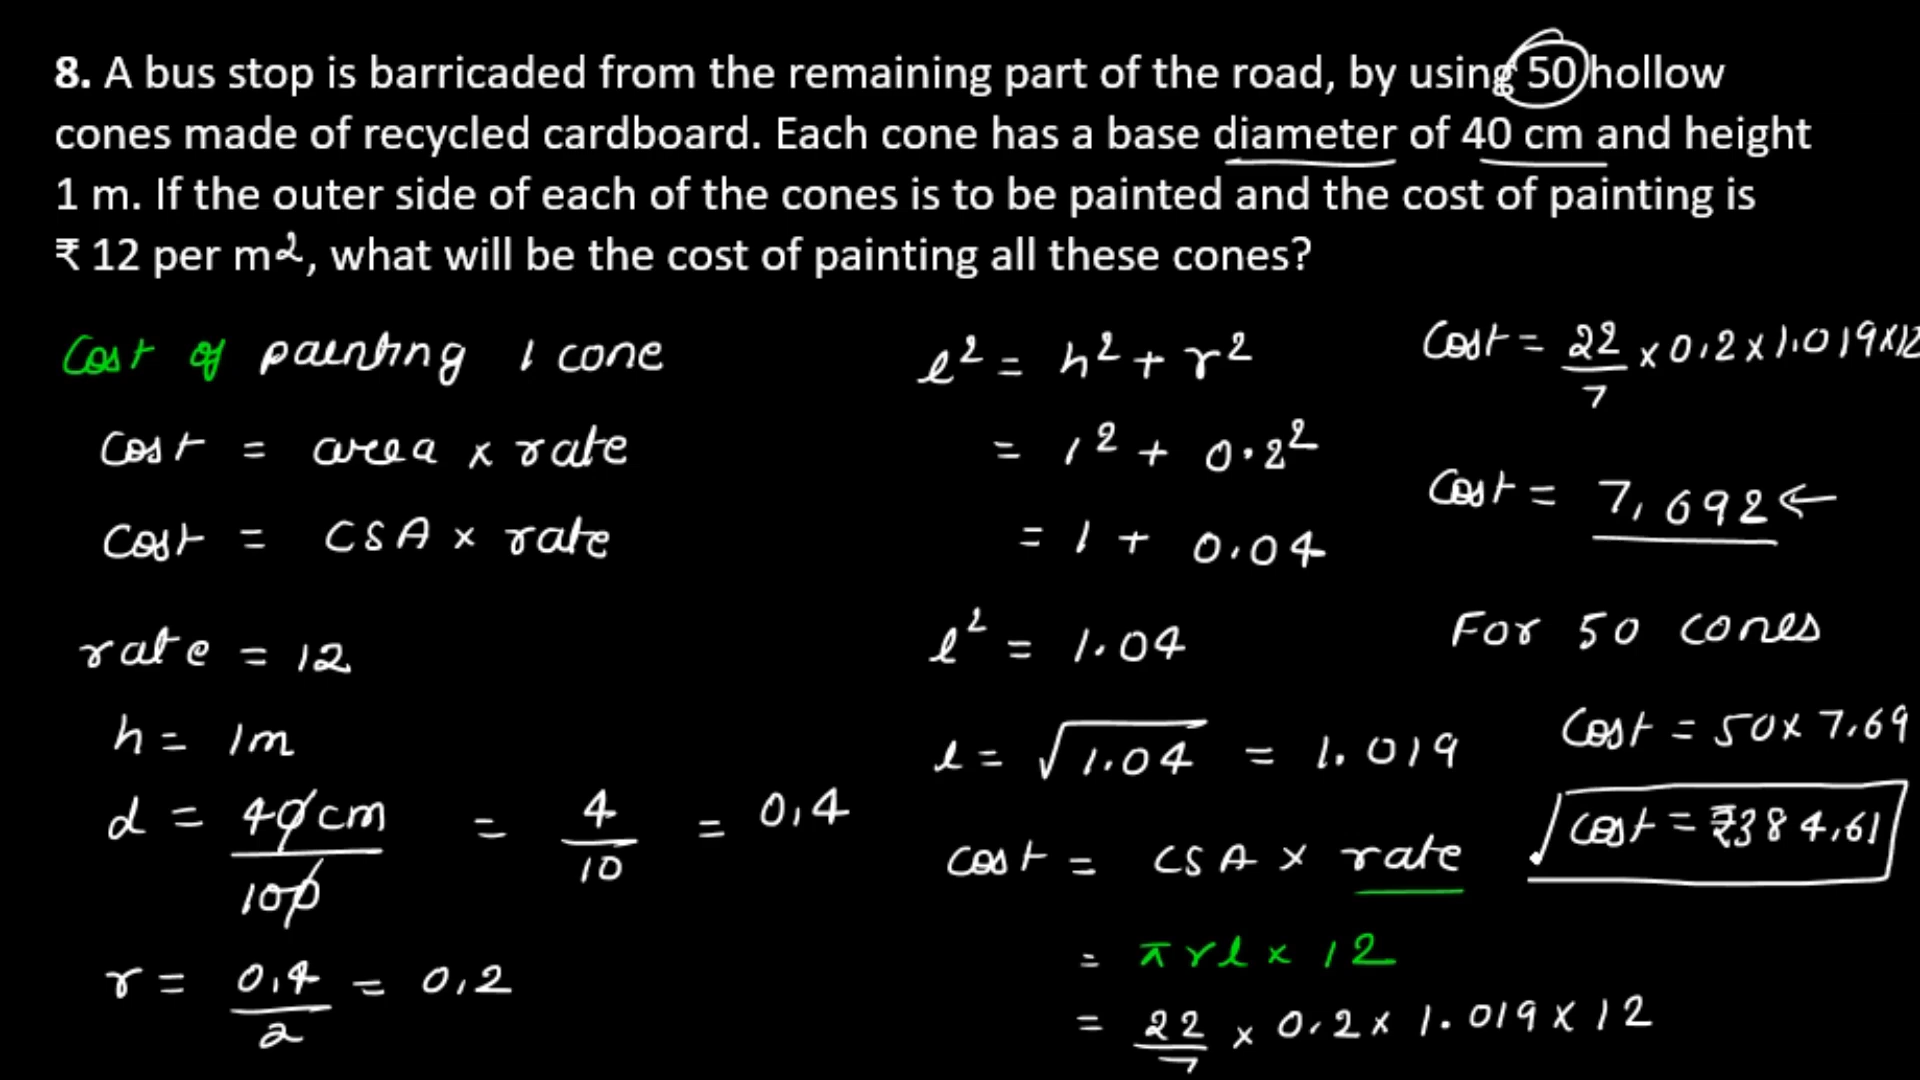 8. A bus stop is barricaded from the remaining part of the road, by using 50 hollow
cones made of recycled cardboard. Each cone has a base diameter of 40 cm and height
1 m. If the outer side of each of the cones is to be painted and the cost of painting is
₹ 12 per m2, what will be the cost of painting all these cones?
Cost of painting 1 cone
Cost = area x rate
Cost = CSA x rate
rate = 12
h = 1m
d = 40cm/100 = 4/10 = 0.4
r = 0.4/2 = 0.2
l² = h² + r²
= 1² + 0.2²
= 1 + 0.04
l² = 1.04
l = √1.04 = 1.019
cost = CSA x rate
= πrl x 12
= 22/7 x 0.2 x 1.019 x 12
Cost = 22/7 x 0.2 x 1.019 x 12
Cost = 7.692 ←
For 50 cones
Cost = 50 x 7.69
cost = ₹384.61